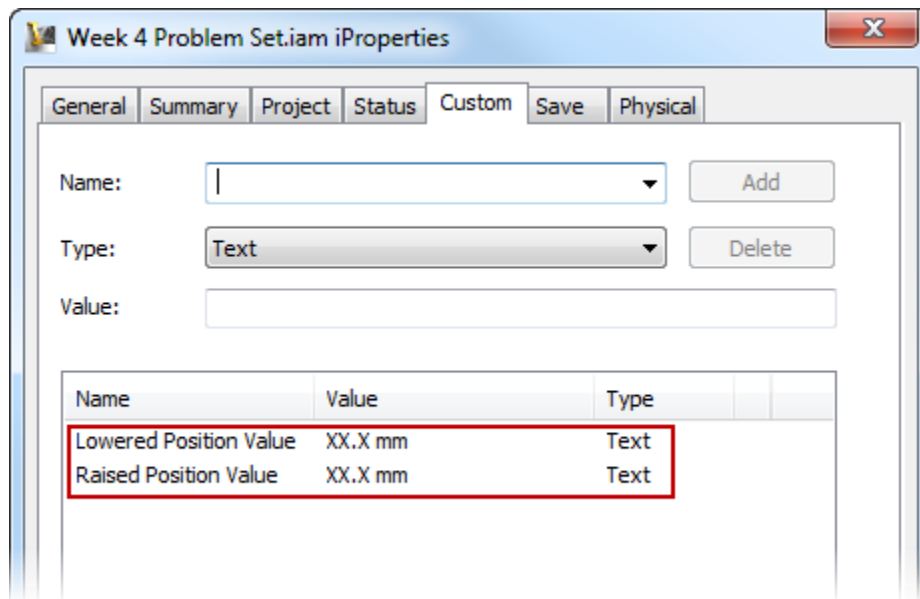 Week 4 Problem Set.iam iProperties
General Summary Project Status Custom Save Physical
Name: Add
Type: Text Delete
Value:
Name Value Type
Lowered Position Value XX.X mm Text
Raised Position Value XX.X mm Text